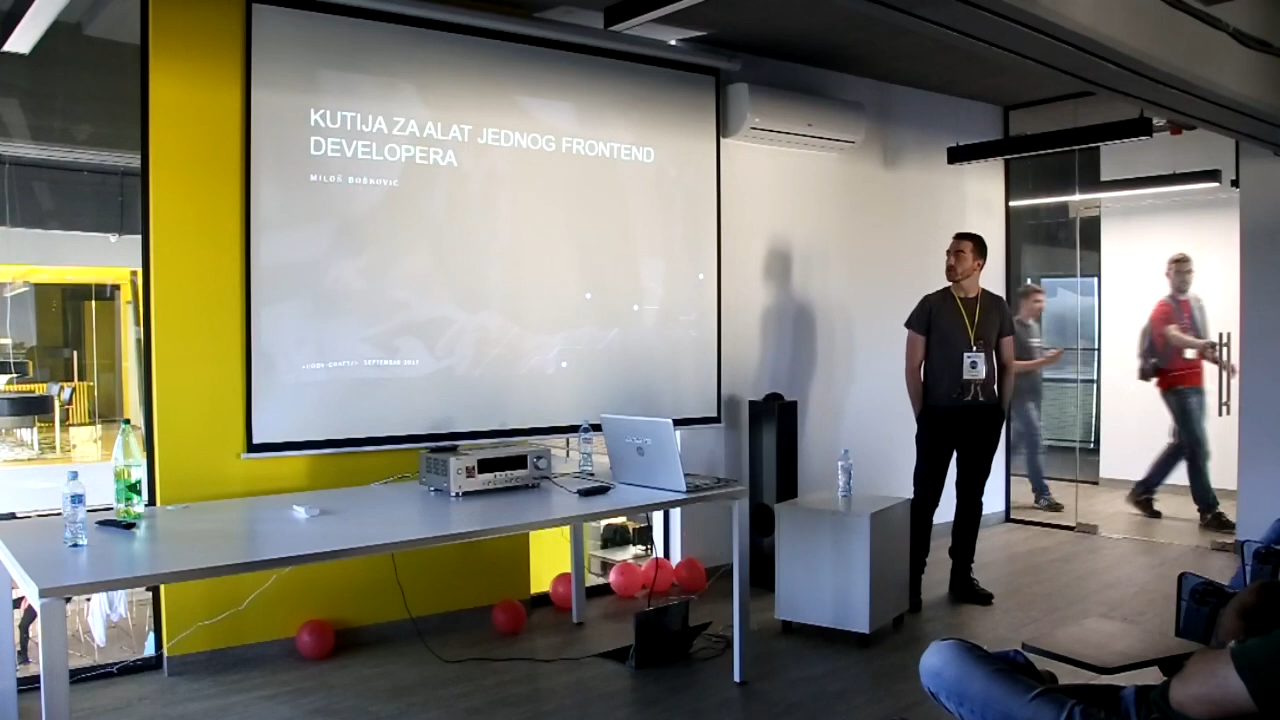 KUTIJA ZA ALAT JEDNOG FRONTEND
DEVELOPERA
MILOŠ BOŠKOVIĆ
SEPTEMBAR 2017